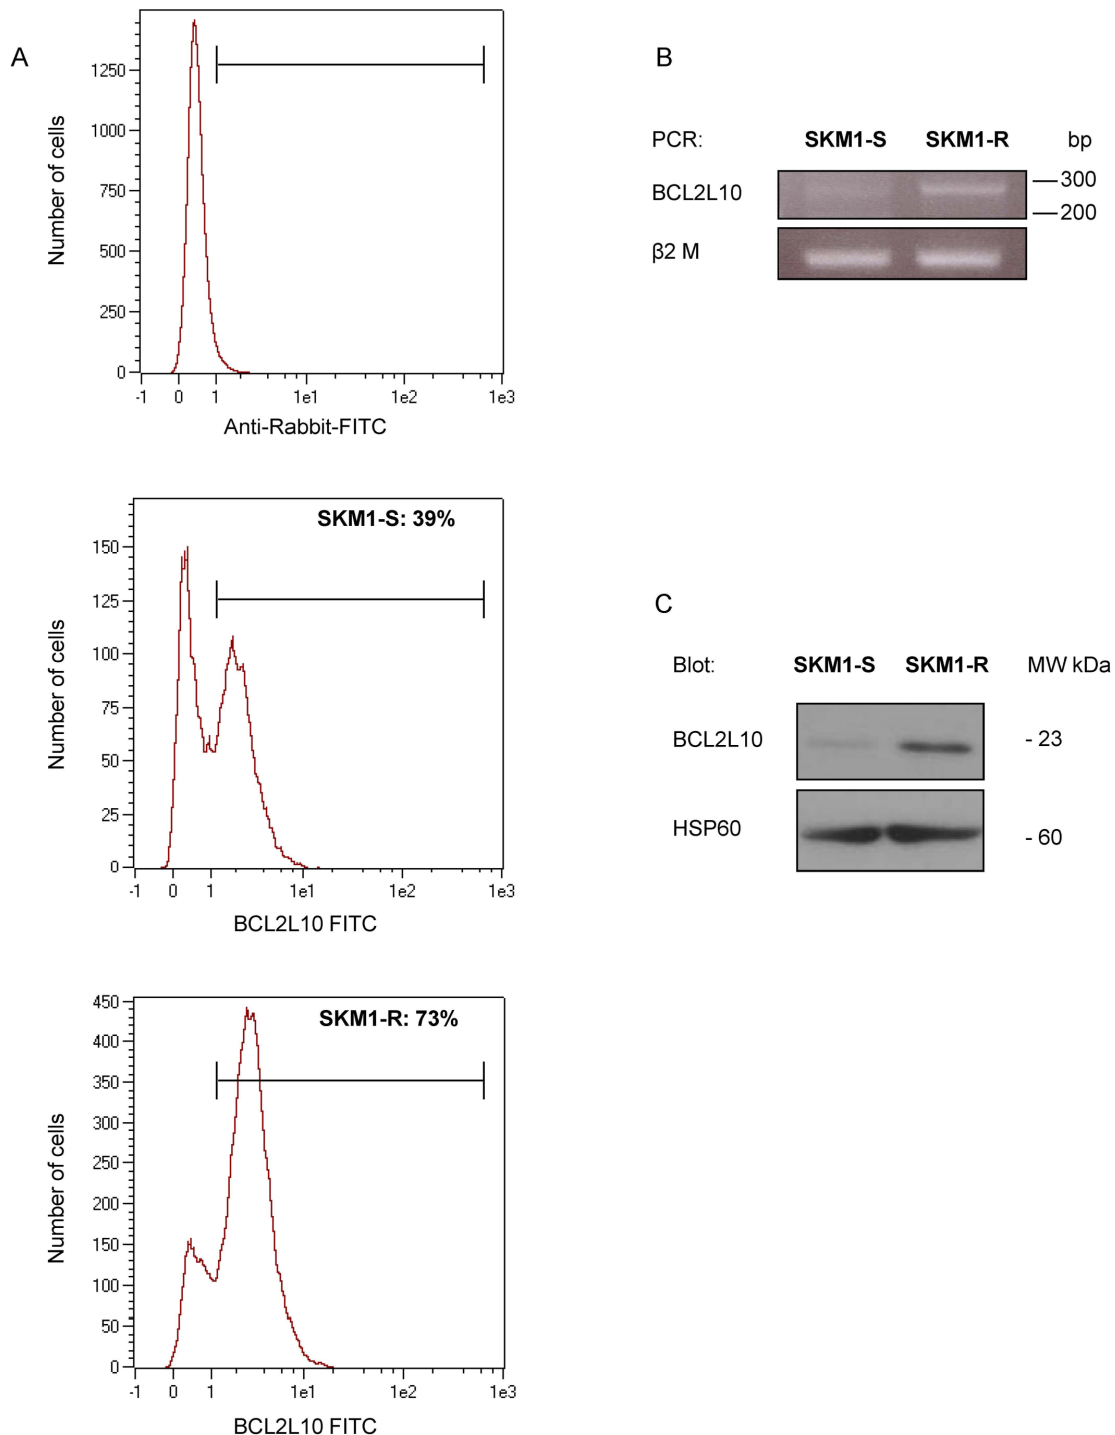 A
1250
1000
750
500
250
0
-1 0 1 1e1 1e2 1e3
Number of cells
Anti-Rabbit-FITC
SKM1-S: 39%
150
125
100
75
50
25
0
-1 0 1 1e1 1e2 1e3
Number of cells
BCL2L10 FITC
SKM1-R: 73%
450
400
350
300
250
200
150
100
50
0
-1 0 1 1e1 1e2 1e3
Number of cells
BCL2L10 FITC
B
PCR: SKM1-S SKM1-R bp
BCL2L10
300
200
β2 M
C
Blot: SKM1-S SKM1-R MW kDa
BCL2L10 - 23
HSP60 - 60